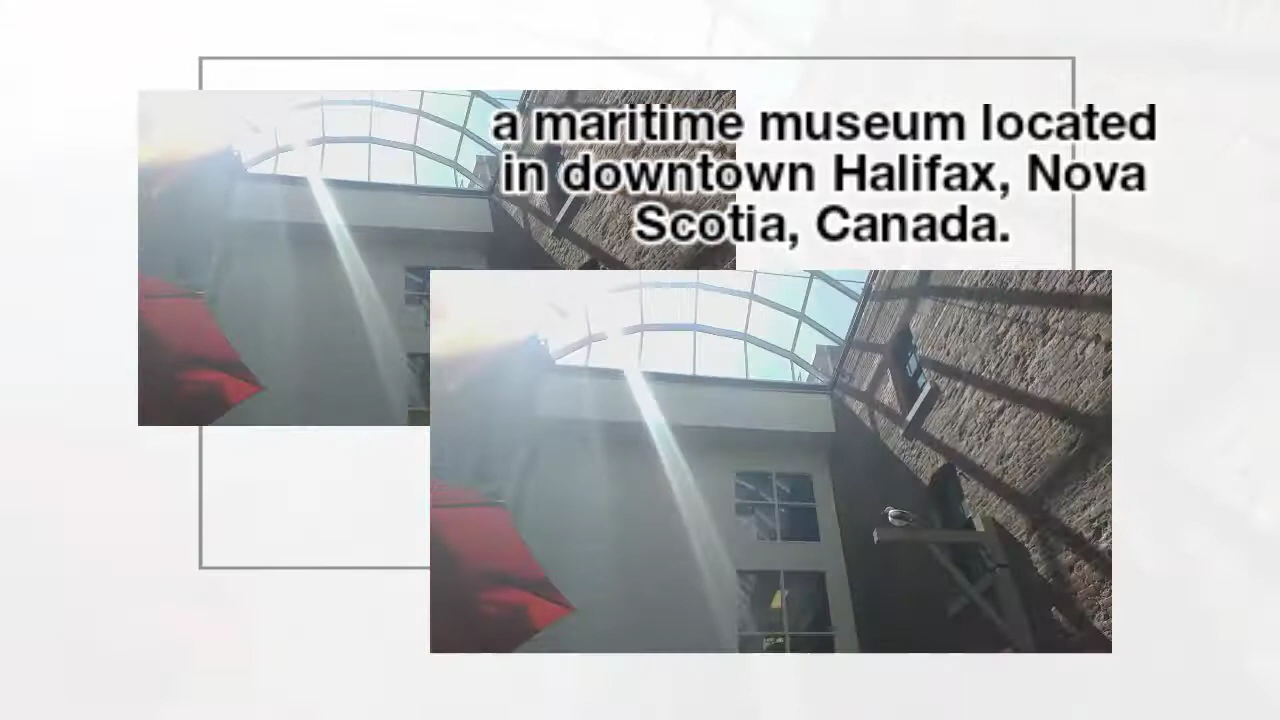 a maritime museum located
in downtown Halifax, Nova
Scotia, Canada.